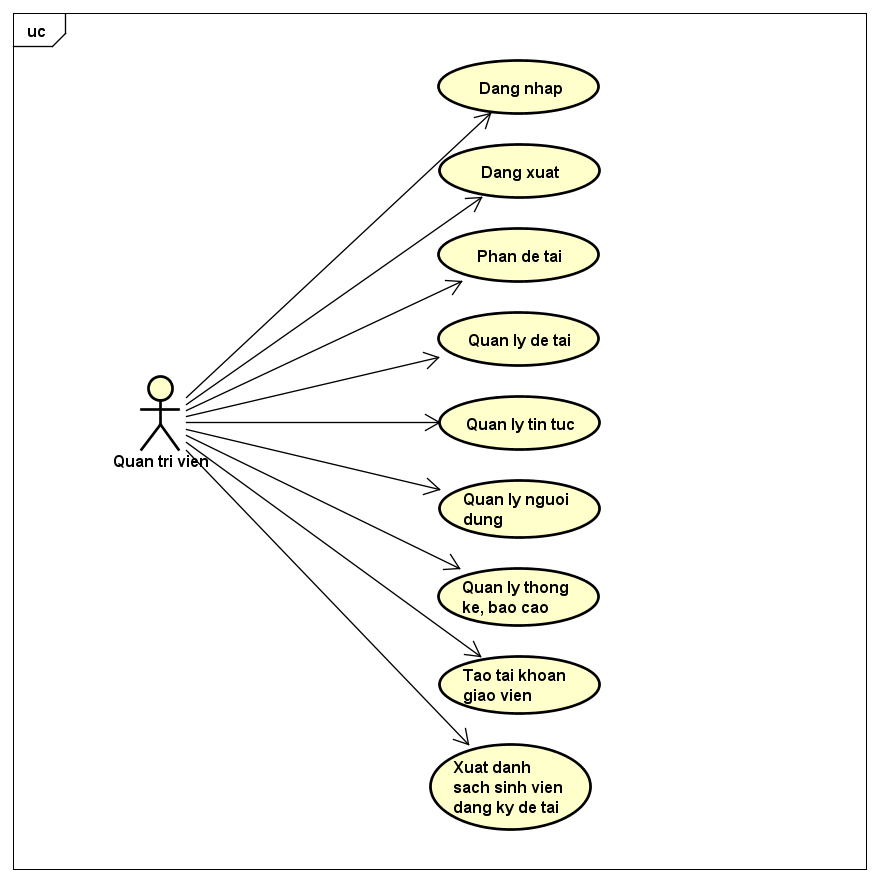 uc
Dang nhap
Dang xuat
Phan de tai
Quan ly de tai
Quan tri vien
Quan ly tin tuc
Quan ly nguoi
dung
Quan ly thong
ke, bao cao
Tao tai khoan
giao vien
Xuat danh
sach sinh vien
dang ky de tai